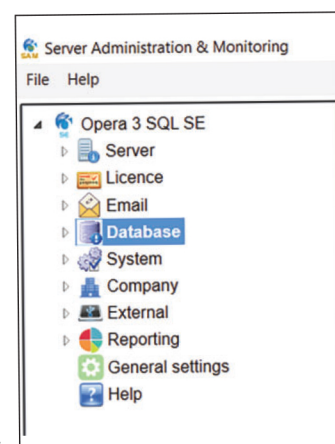 Server Administration & Monitoring
File Help
Opera 3 SQL SE
Server
Licence
Email
Database
System
Company
External
Reporting
General settings
Help